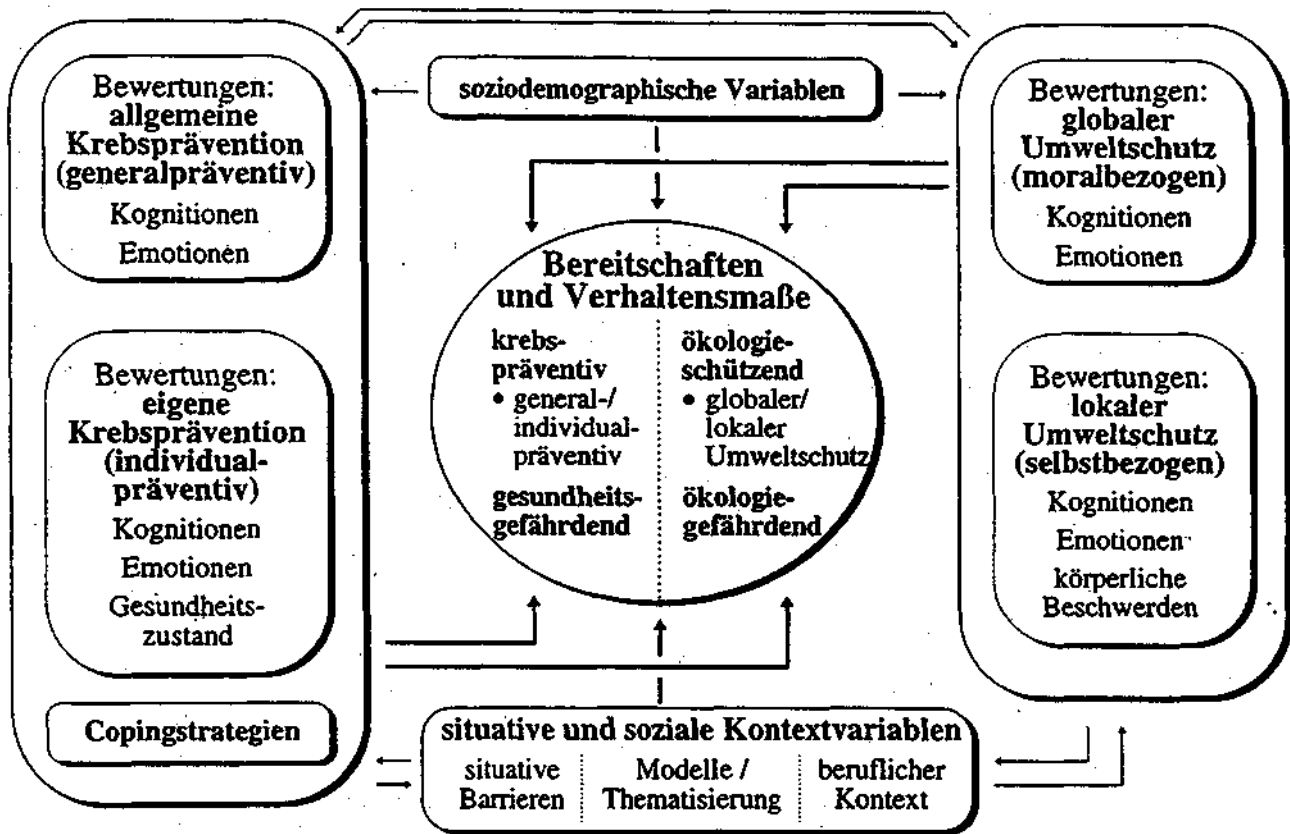 soziodemographische Variablen
Bewertungen:
allgemeine
Krebsprävention
(generalpräventiv)
Kognitionen
Emotionen
Bewertungen:
eigene
Krebsprävention
(individual-
präventiv)
Kognitionen
Emotionen
Gesundheits-
zustand
Copingstrategien
Bereitschaften
und Verhaltensmaße
krebs-
präventiv
• general-/
individual-
präventiv
gesundheits-
gefährdend
ökologie-
schützend
• globaler/
lokaler
Umweltschutz
ökologie-
gefährdend
Bewertungen:
globaler
Umweltschutz
(moralbezogen)
Kognitionen
Emotionen
Bewertungen:
lokaler
Umweltschutz
(selbstbezogen)
Kognitionen
Emotionen
körperliche
Beschwerden
situative und soziale Kontextvariablen
situative
Barrieren
Modelle /
Thematisierung
beruflicher
Kontext